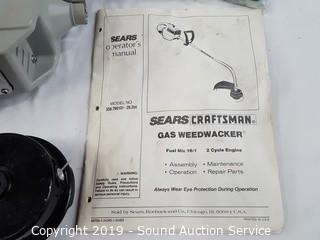 SEARS
operator's
manual
MODEL NO
SEARS CRAFTSMAN
GAS WEEDWACKER
Fuel Mix 16:1 2 Cycle Engine
• Assembly • Maintenance
• Operation • Repair Parts
WARNING:
Always Wear Eye Protection During Operation
Sold by Sears, Roebuck and Co., Chicago, Ill. 60684 U.S.A.
Copyright 2019 - Sound Auction Service